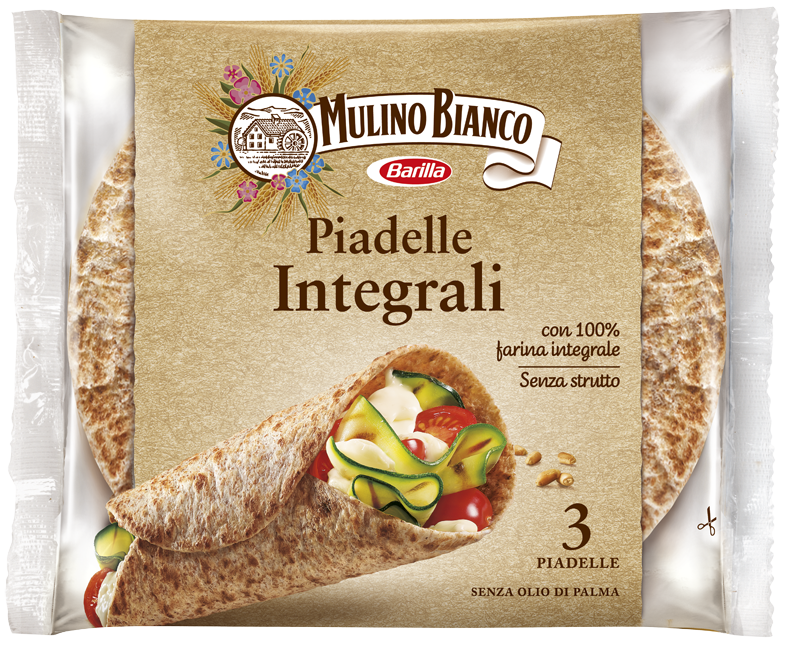 MULINO BIANCO
Barilla
Piadelle
Integrali
con 100%
farina integrale
Senza strutto
3
PIADELLE
SENZA OLIO DI PALMA